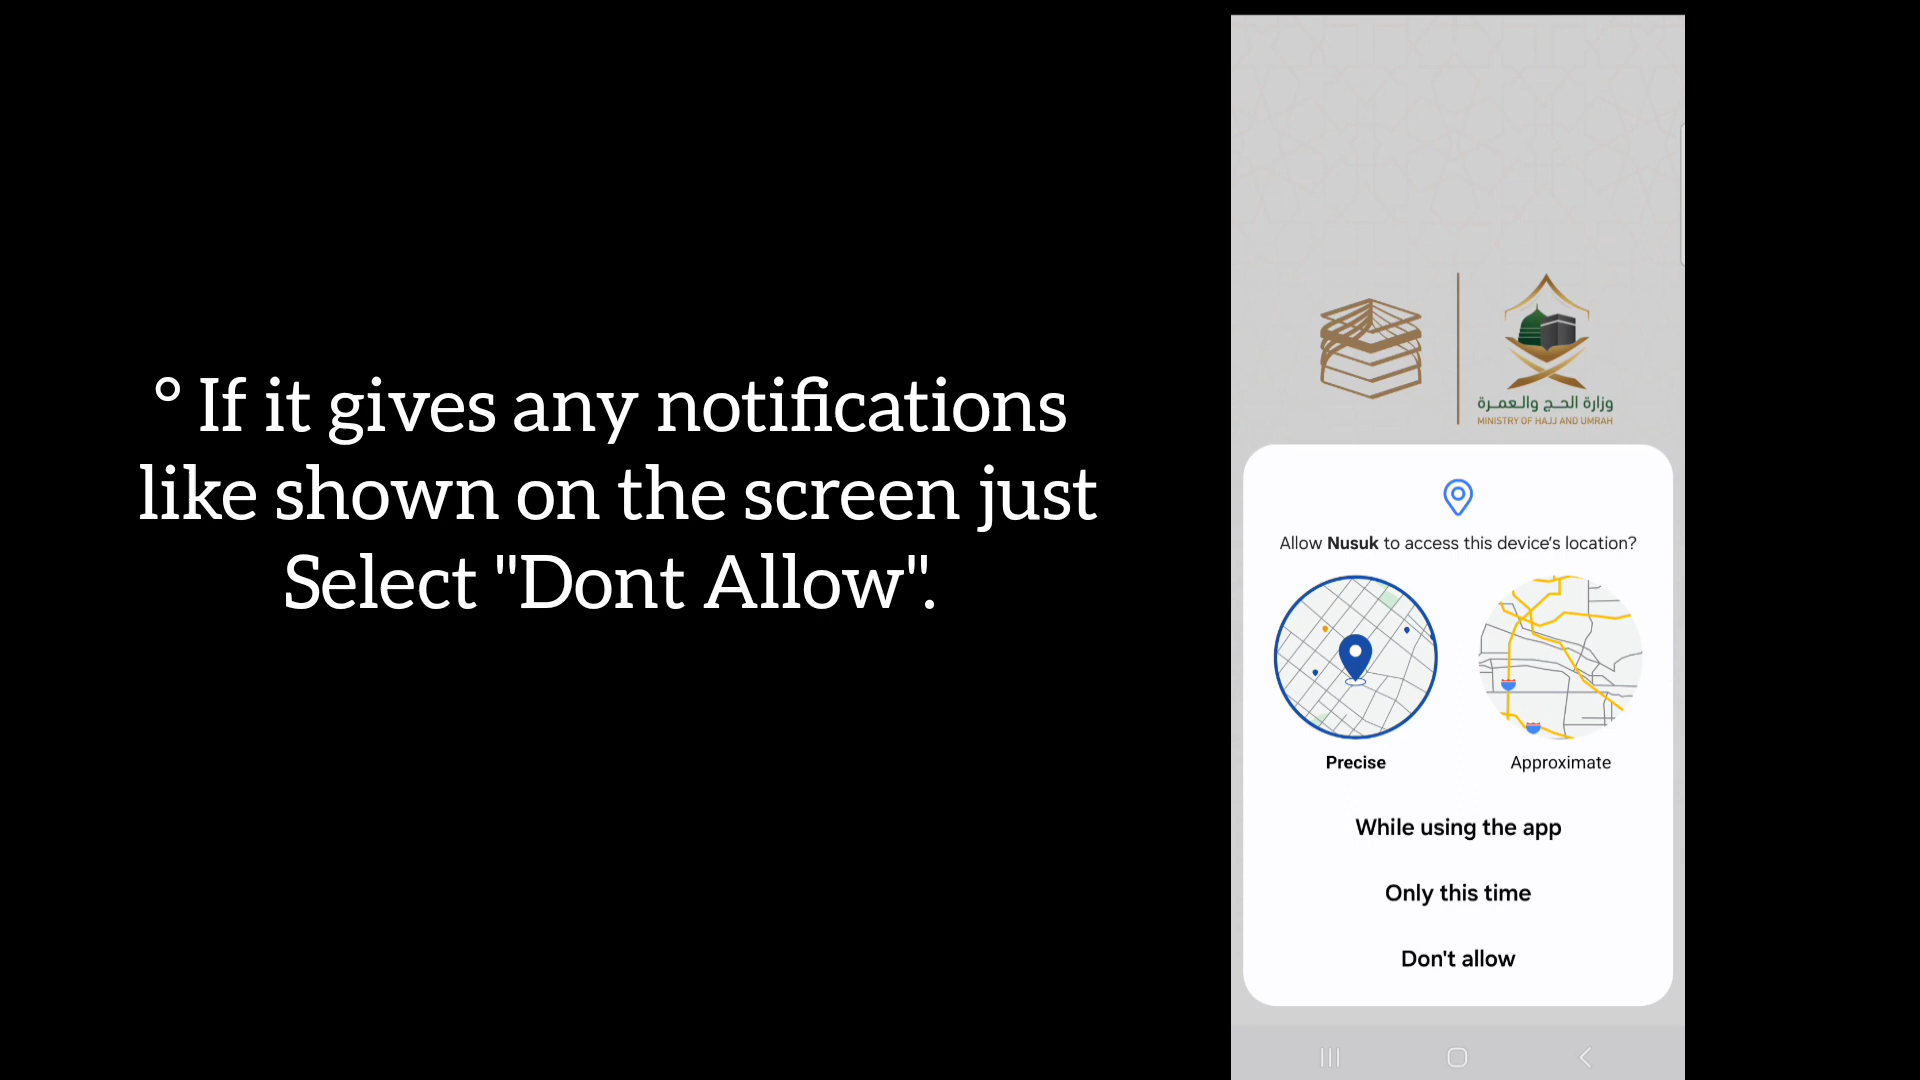 ° If it gives any notifications
like shown on the screen just
Select "Dont Allow".
وزارة الحج والعمرة
MINISTRY OF HAJJ AND UMRAH
Allow Nusuk to access this device's location?
Precise
Approximate
While using the app
Only this time
Don't allow